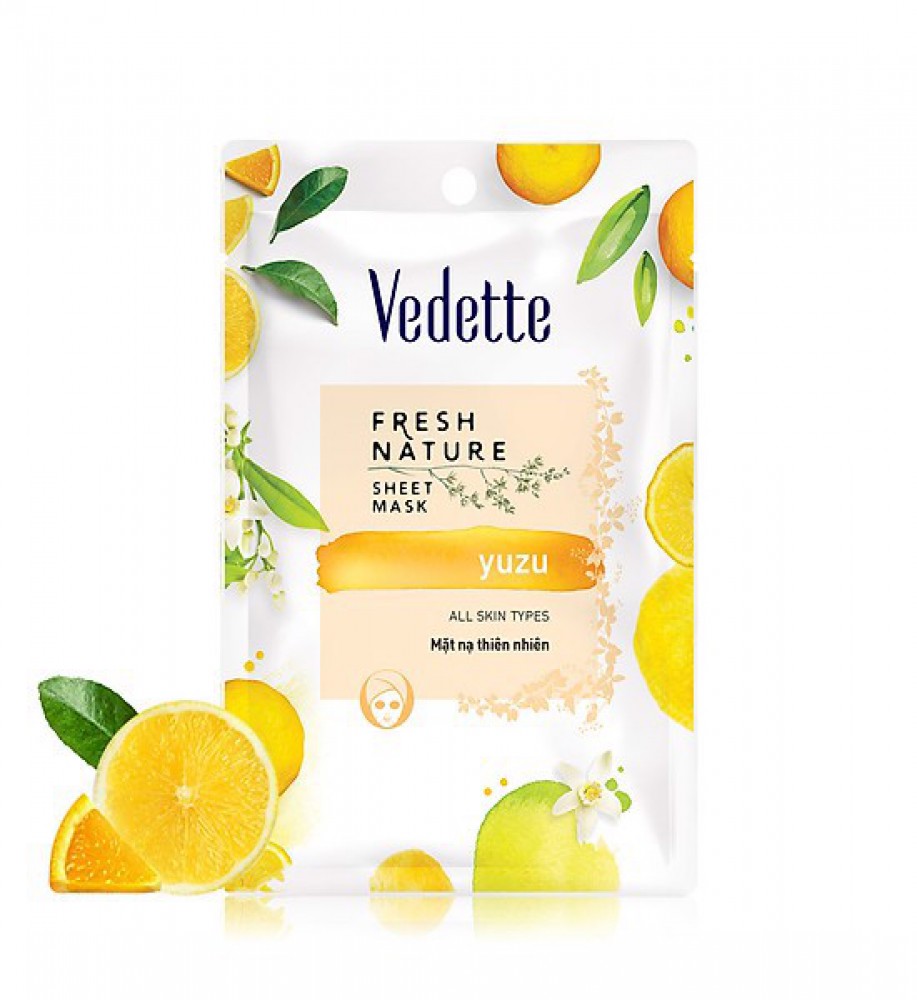 Vedette
FRESH
NATURE
SHEET
MASK
yuzu
ALL SKIN TYPES
Mặt nạ thiên nhiên